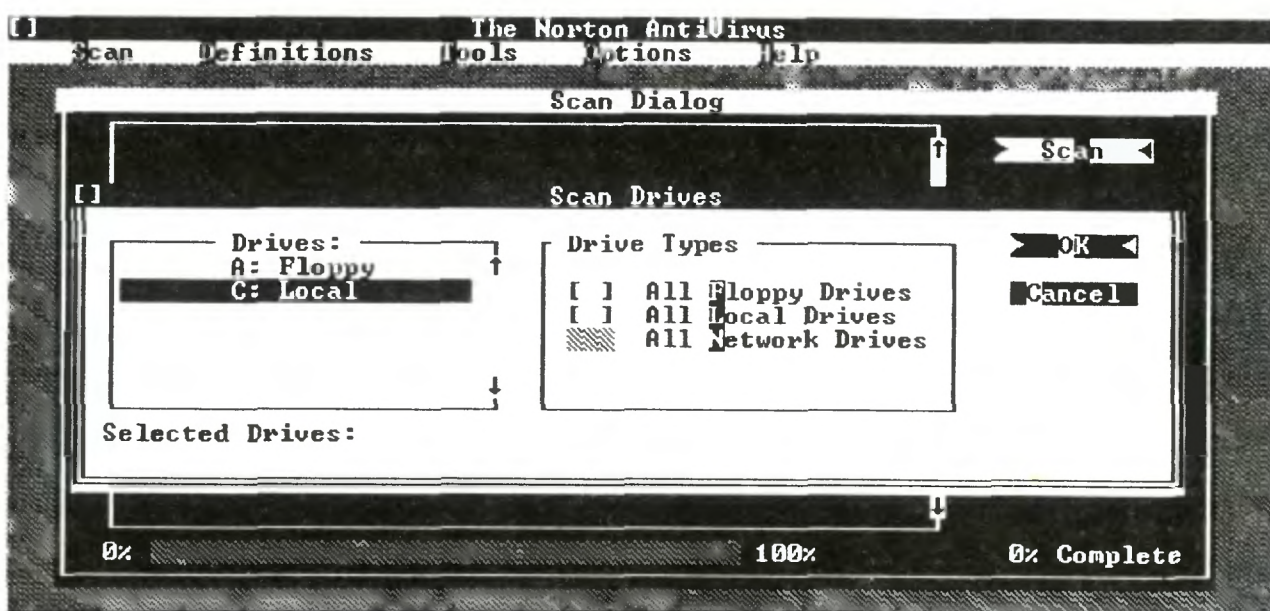 [ ] The Norton AntiVirus
Scan Definitions Tools Options Help
Scan Dialog
Scan
[ ] Scan Drives
Drives:
A: Floppy
C: Local
Drive Types
[ ] All Floppy Drives
[ ] All Local Drives
All Network Drives
OK
Cancel
Selected Drives:
0% 100% 0% Complete